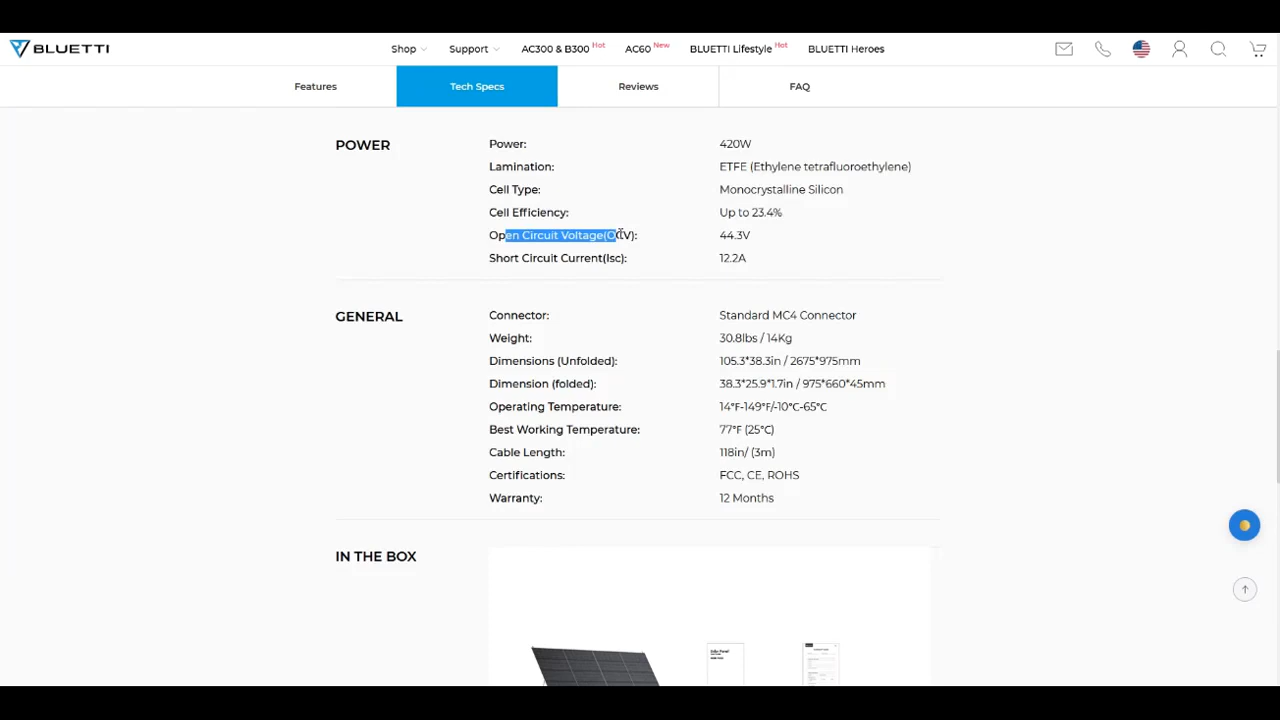 BLUETTI
Shop Support AC300 & B300 Hot AC60 New BLUETTI Lifestyle Hot BLUETTI Heroes
Features Tech Specs Reviews FAQ
POWER
Power: 420W
Lamination: ETFE (Ethylene tetrafluoroethylene)
Cell Type: Monocrystalline Silicon
Cell Efficiency: Up to 23.4%
Open Circuit Voltage(OCV): 44.3V
Short Circuit Current(Isc): 12.2A
GENERAL
Connector: Standard MC4 Connector
Weight: 30.8lbs / 14Kg
Dimensions (Unfolded): 105.3*38.3in / 2675*975mm
Dimension (folded): 38.3*25.9*1.7in / 975*660*45mm
Operating Temperature: 14°F-149°F/-10°C-65°C
Best Working Temperature: 77°F (25°C)
Cable Length: 118in/ (3m)
Certifications: FCC, CE, ROHS
Warranty: 12 Months
IN THE BOX
Solar Panel